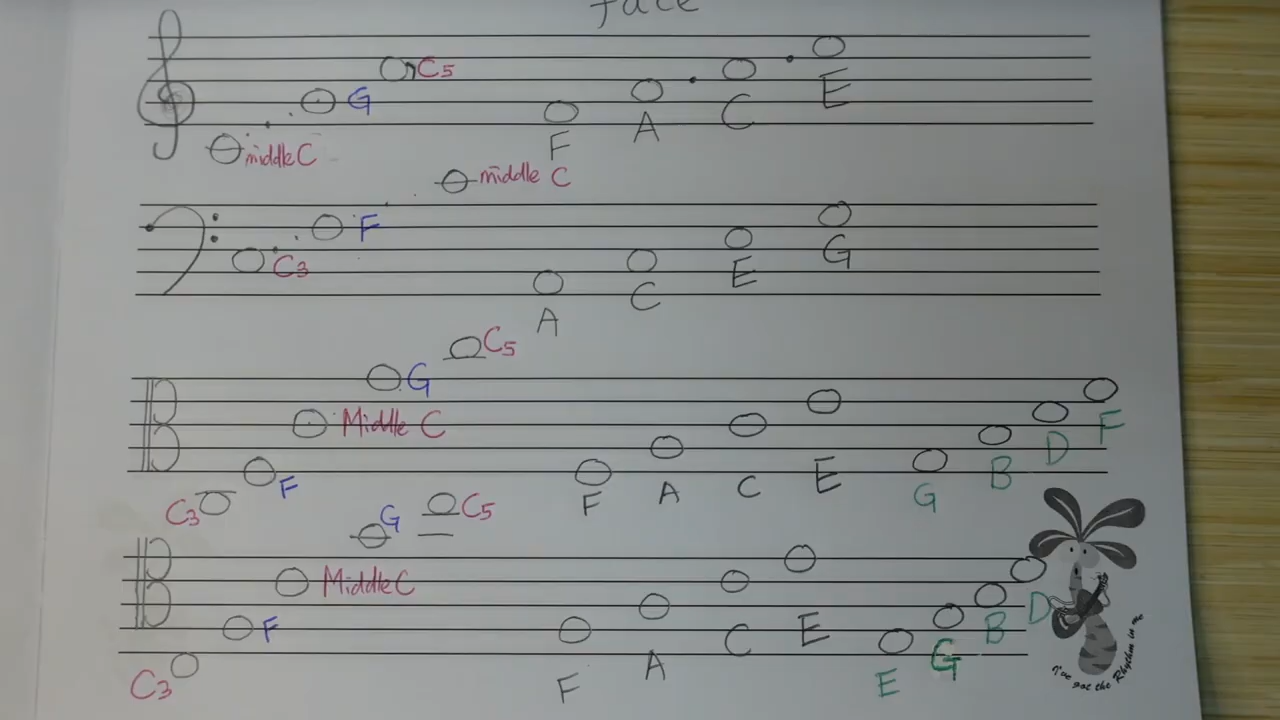 face
C5
G
middle C
F A C E
middle C
F
C3
A C E G
C5
G
Middle C
F
C3
F A C E
G B D F
C5
G
Middle C
F
C3
F A C E
E G B D
I've got the Rhythm in me